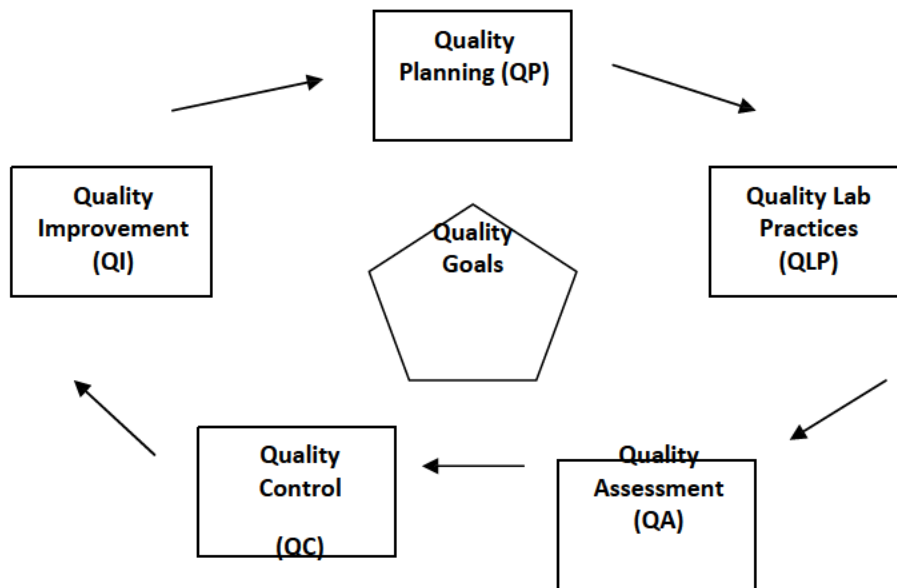 Quality
Planning (QP)
Quality
Improvement
(QI)
Quality Lab
Practices
(QLP)
Quality
Goals
Quality
Control
(QC)
Quality
Assessment
(QA)